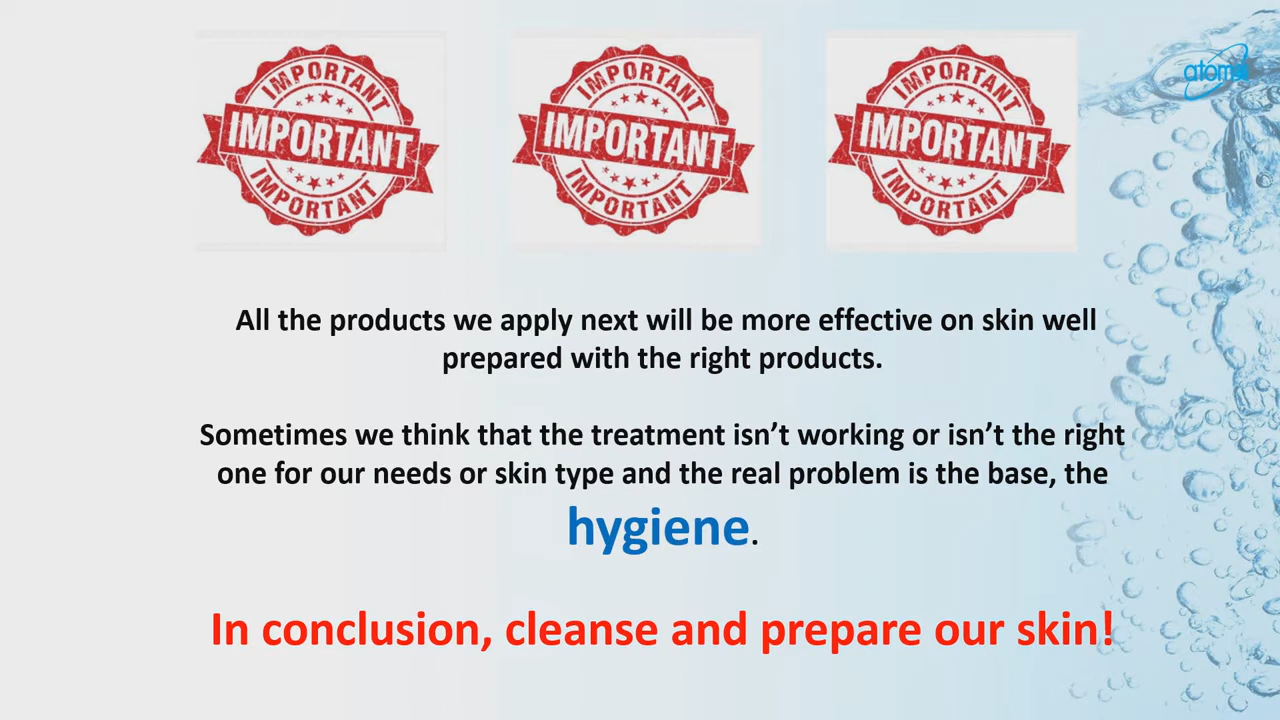 IMPORTANT
IMPORTANT
IMPORTANT
IMPORTANT
IMPORTANT
IMPORTANT
IMPORTANT
IMPORTANT
IMPORTANT
All the products we apply next will be more effective on skin well
prepared with the right products.
Sometimes we think that the treatment isn’t working or isn’t the right
one for our needs or skin type and the real problem is the base, the
hygiene.
In conclusion, cleanse and prepare our skin!